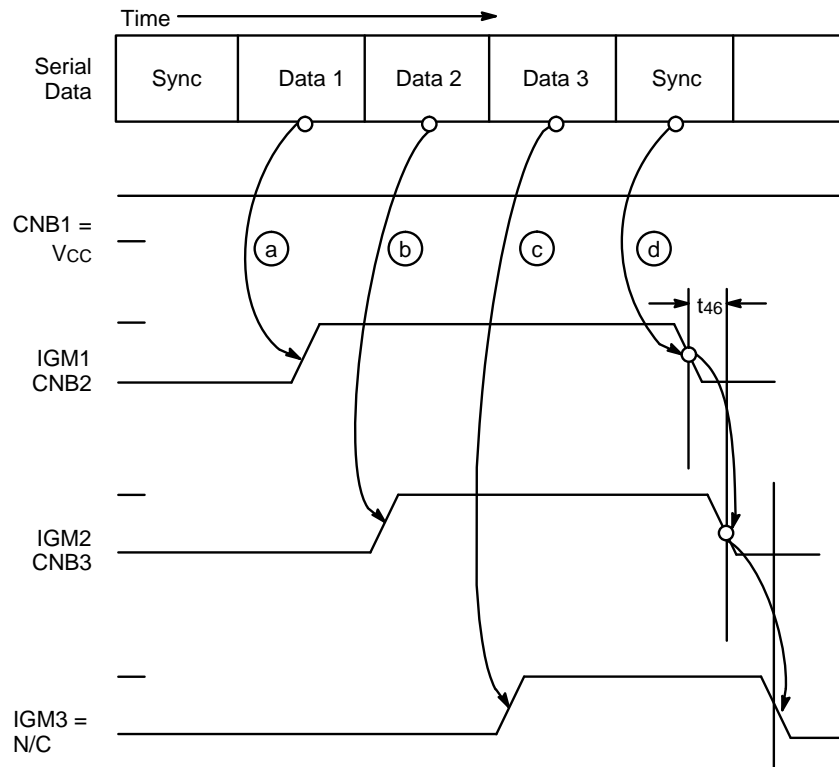 Time
Serial
Data
Sync
Data 1
Data 2
Data 3
Sync
CNB1 =
VCC
a
b
c
d
t46
IGM1
CNB2
IGM2
CNB3
IGM3 =
N/C